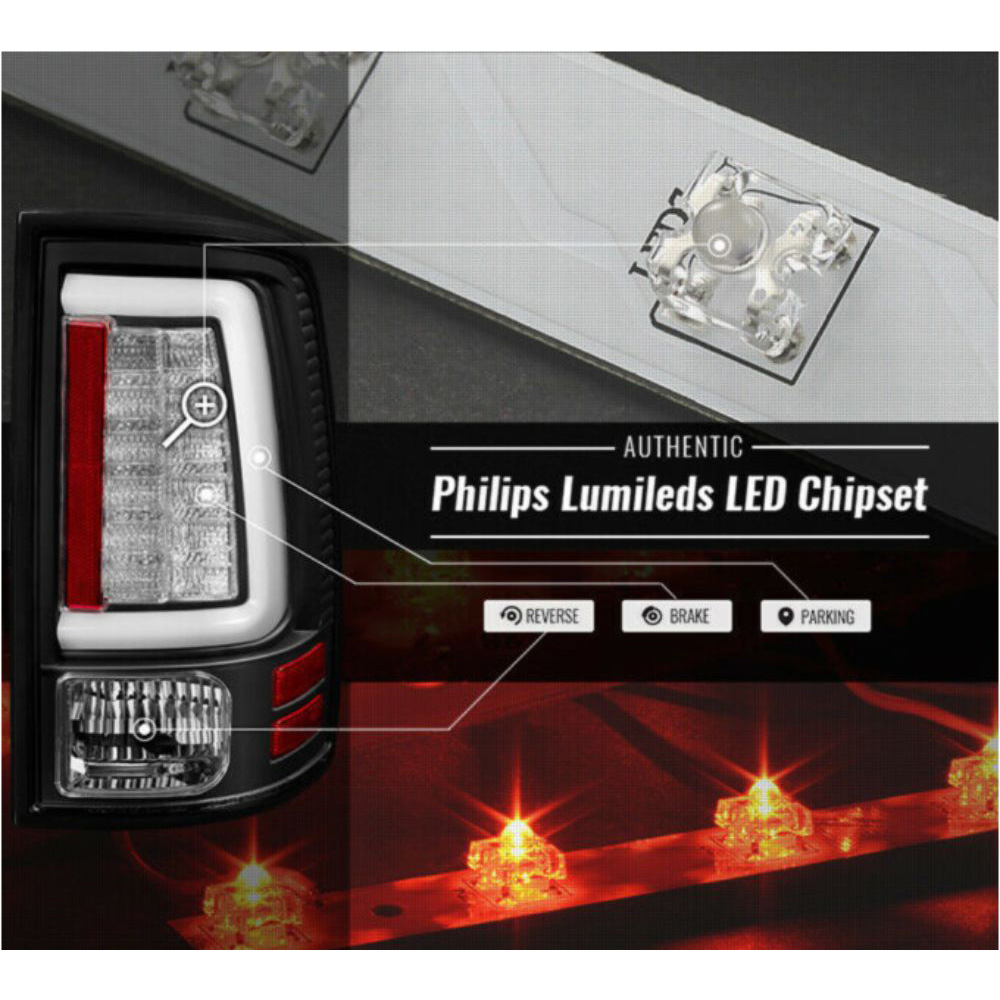 AUTHENTIC
Philips Lumileds LED Chipset
REVERSE
BRAKE
PARKING